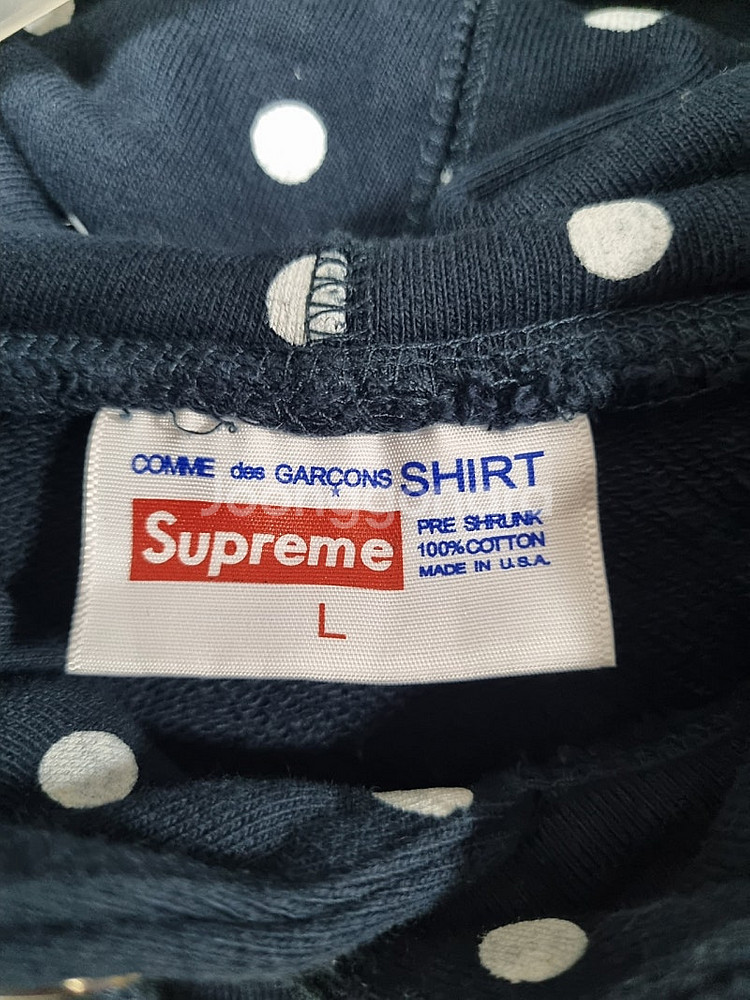 COMME des GARÇONS SHIRT
Supreme
PRE SHRUNK
100% COTTON
MADE IN U.S.A.
L